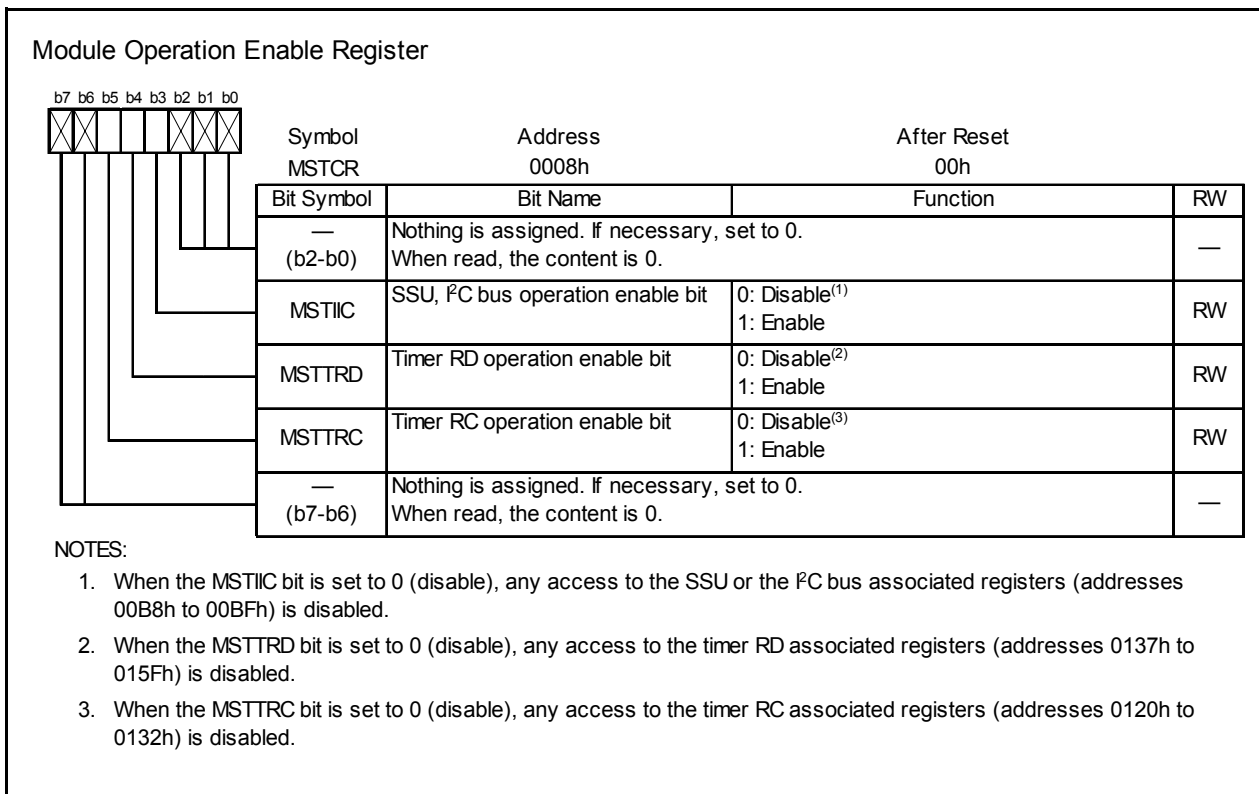 Module Operation Enable Register
b7 b6 b5 b4 b3 b2 b1 b0
Symbol Address After Reset
MSTCR 0008h 00h
Bit Symbol Bit Name Function RW
— Nothing is assigned. If necessary, set to 0.
(b2-b0) When read, the content is 0. —
MSTIIC SSU, I²C bus operation enable bit 0: Disable(1) RW
1: Enable
MSTTRD Timer RD operation enable bit 0: Disable(2) RW
1: Enable
MSTTRC Timer RC operation enable bit 0: Disable(3) RW
1: Enable
— Nothing is assigned. If necessary, set to 0.
(b7-b6) When read, the content is 0. —
NOTES:
1. When the MSTIIC bit is set to 0 (disable), any access to the SSU or the I²C bus associated registers (addresses
00B8h to 00BFh) is disabled.
2. When the MSTTRD bit is set to 0 (disable), any access to the timer RD associated registers (addresses 0137h to
015Fh) is disabled.
3. When the MSTTRC bit is set to 0 (disable), any access to the timer RC associated registers (addresses 0120h to
0132h) is disabled.